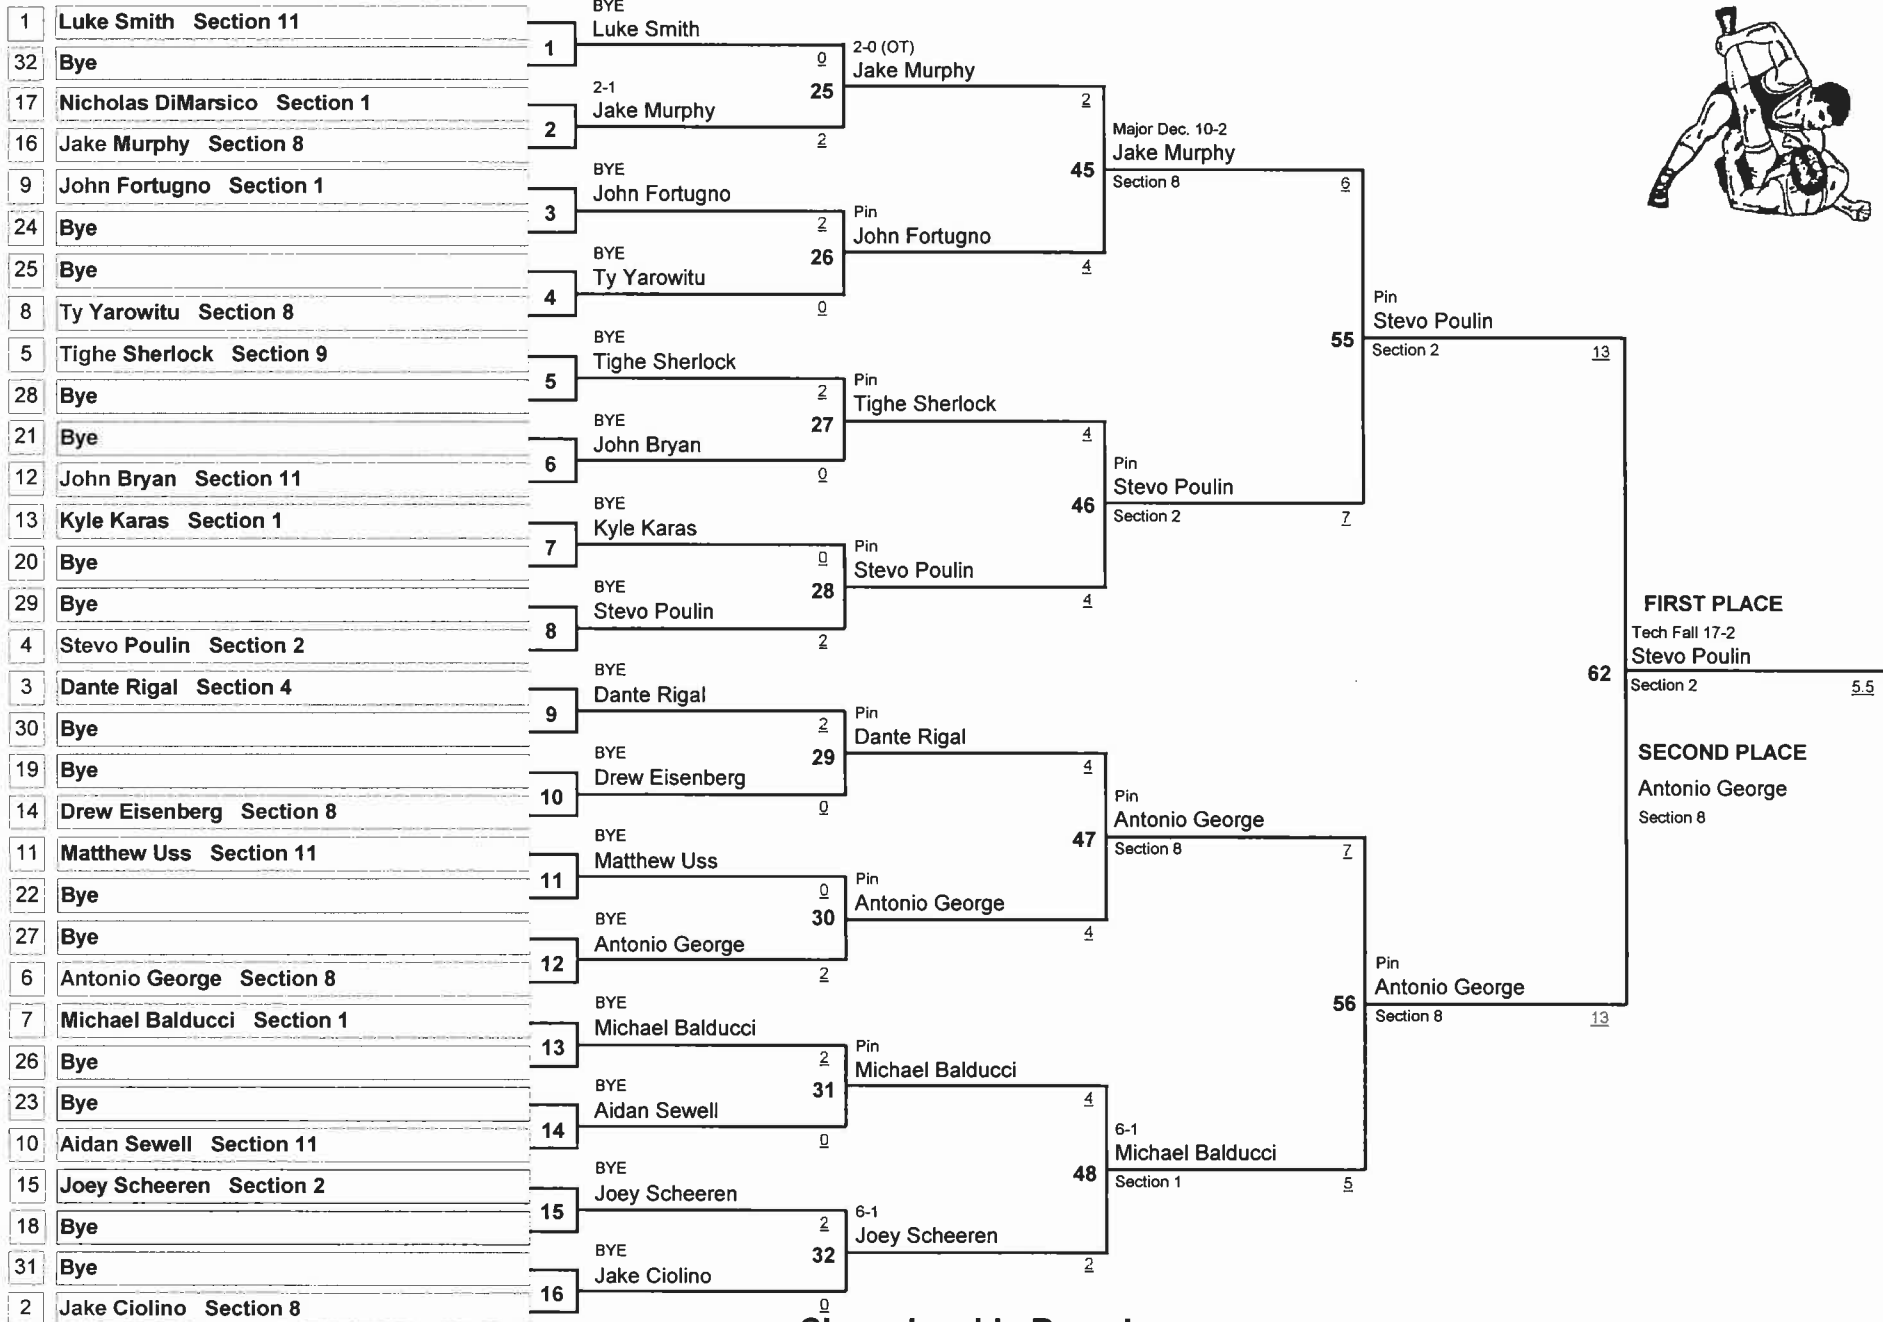 1 Luke Smith Section 11
32 Bye
17 Nicholas DiMarsico Section 1
16 Jake Murphy Section 8
9 John Fortugno Section 1
24 Bye
25 Bye
8 Ty Yarowitu Section 8
5 Tighe Sherlock Section 9
28 Bye
21 Bye
12 John Bryan Section 11
13 Kyle Karas Section 1
20 Bye
29 Bye
4 Stevo Poulin Section 2
3 Dante Rigal Section 4
30 Bye
19 Bye
14 Drew Eisenberg Section 8
11 Matthew Uss Section 11
22 Bye
27 Bye
6 Antonio George Section 8
7 Michael Balducci Section 1
26 Bye
23 Bye
10 Aidan Sewell Section 11
15 Joey Scheeren Section 2
18 Bye
31 Bye
2 Jake Ciolino Section 8
BYE
1 Luke Smith
0
2-1
2 Jake Murphy
2
BYE
3 John Fortugno
2
BYE
4 Ty Yarowitu
0
BYE
5 Tighe Sherlock
2
BYE
6 John Bryan
0
BYE
7 Kyle Karas
0
BYE
8 Stevo Poulin
2
BYE
9 Dante Rigal
2
BYE
10 Drew Eisenberg
0
BYE
11 Matthew Uss
0
BYE
12 Antonio George
2
BYE
13 Michael Balducci
2
BYE
14 Aidan Sewell
0
BYE
15 Joey Scheeren
2
BYE
16 Jake Ciolino
0
2-0 (OT)
25 Jake Murphy
2
Pin
26 John Fortugno
4
Pin
27 Tighe Sherlock
4
Pin
28 Stevo Poulin
4
Pin
29 Dante Rigal
4
Pin
30 Antonio George
4
Pin
31 Michael Balducci
4
6-1
32 Joey Scheeren
2
Major Dec. 10-2
Jake Murphy
45 Section 8 6
Pin
Stevo Poulin
46 Section 2 7
Pin
Antonio George
47 Section 8 7
6-1
Michael Balducci
48 Section 1 5
Pin
Stevo Poulin
55 Section 2 13
Pin
Antonio George
56 Section 8 13
FIRST PLACE
Tech Fall 17-2
Stevo Poulin
62 Section 2 5.5
SECOND PLACE
Antonio George
Section 8